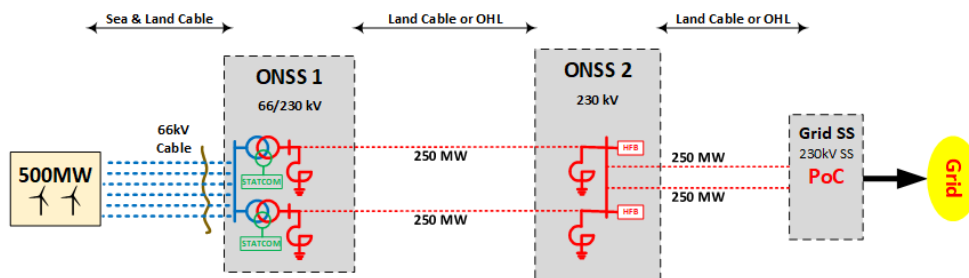 Sea & Land Cable
Land Cable or OHL
Land Cable or OHL
ONSS 1
66/230 kV
ONSS 2
230 kV
66kV
Cable
500MW
STATCOM
STATCOM
250 MW
250 MW
HFB
HFB
250 MW
250 MW
Grid SS
230kV SS
PoC
Grid